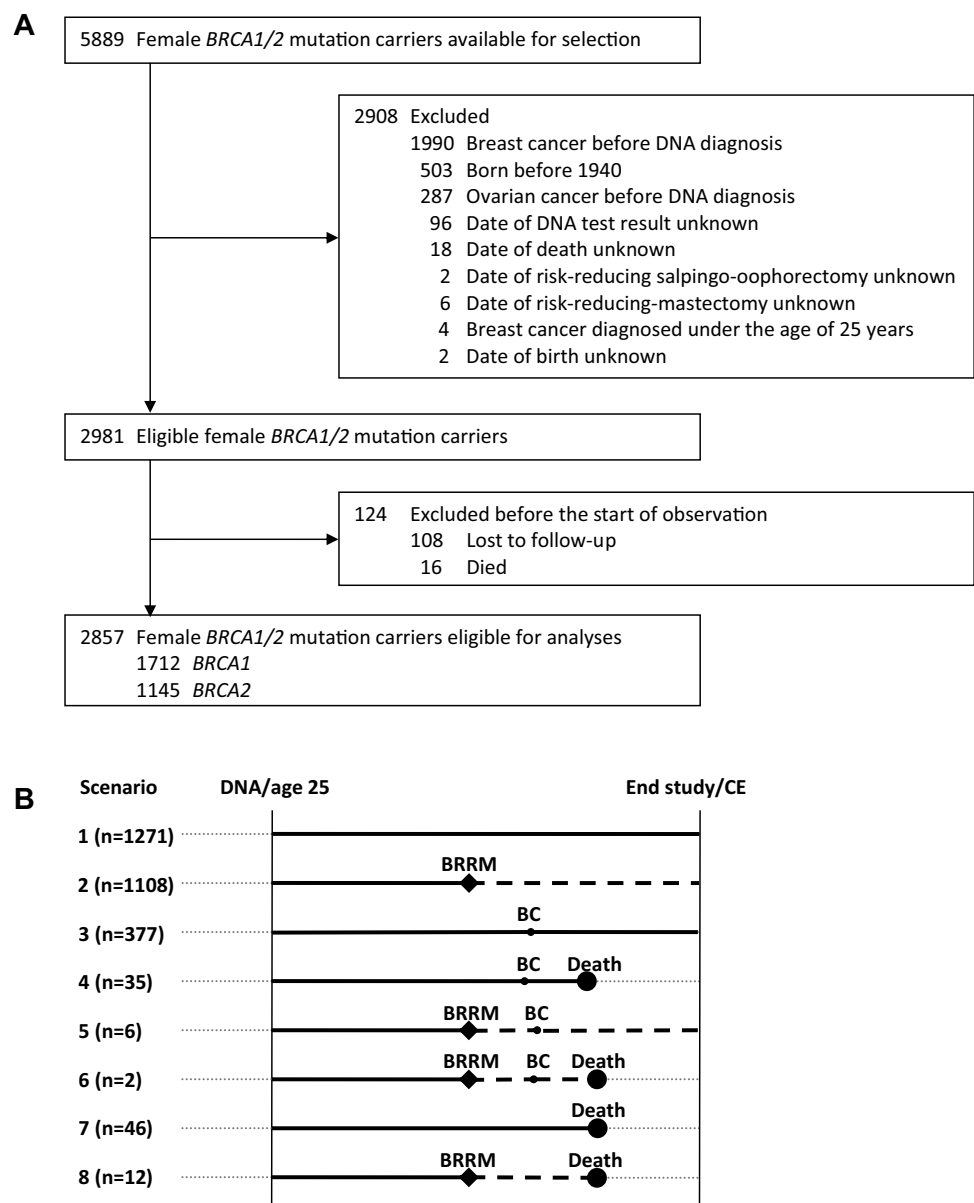 A
5889 Female BRCA1/2 mutation carriers available for selection
2908 Excluded
1990 Breast cancer before DNA diagnosis
503 Born before 1940
287 Ovarian cancer before DNA diagnosis
96 Date of DNA test result unknown
18 Date of death unknown
2 Date of risk-reducing salpingo-oophorectomy unknown
6 Date of risk-reducing-mastectomy unknown
4 Breast cancer diagnosed under the age of 25 years
2 Date of birth unknown
2981 Eligible female BRCA1/2 mutation carriers
124 Excluded before the start of observation
108 Lost to follow-up
16 Died
2857 Female BRCA1/2 mutation carriers eligible for analyses
1712 BRCA1
1145 BRCA2
B
Scenario DNA/age 25 End study/CE
1 (n=1271)
BRRM
2 (n=1108)
BC
3 (n=377)
BC Death
4 (n=35)
BRRM BC
5 (n=6)
BRRM BC Death
6 (n=2)
Death
7 (n=46)
BRRM Death
8 (n=12)